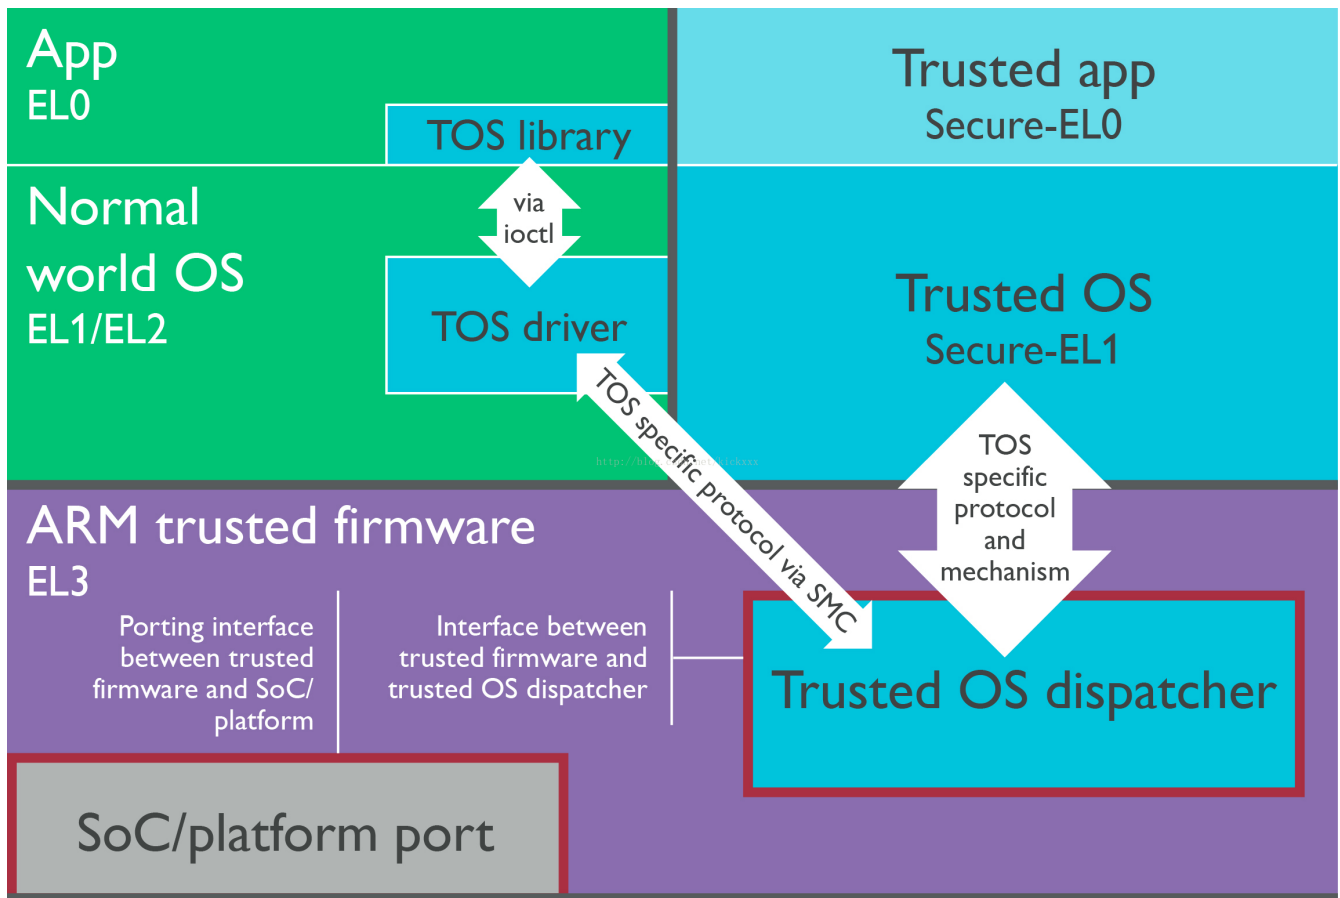 App
EL0
TOS library
Trusted app
Secure-EL0
Normal
world OS
EL1/EL2
via
ioctl
TOS driver
Trusted OS
Secure-EL1
TOS specific protocol via SMC
TOS
specific
protocol
and
mechanism
ARM trusted firmware
EL3
Porting interface
between trusted
firmware and SoC/
platform
Interface between
trusted firmware and
trusted OS dispatcher
Trusted OS dispatcher
SoC/platform port